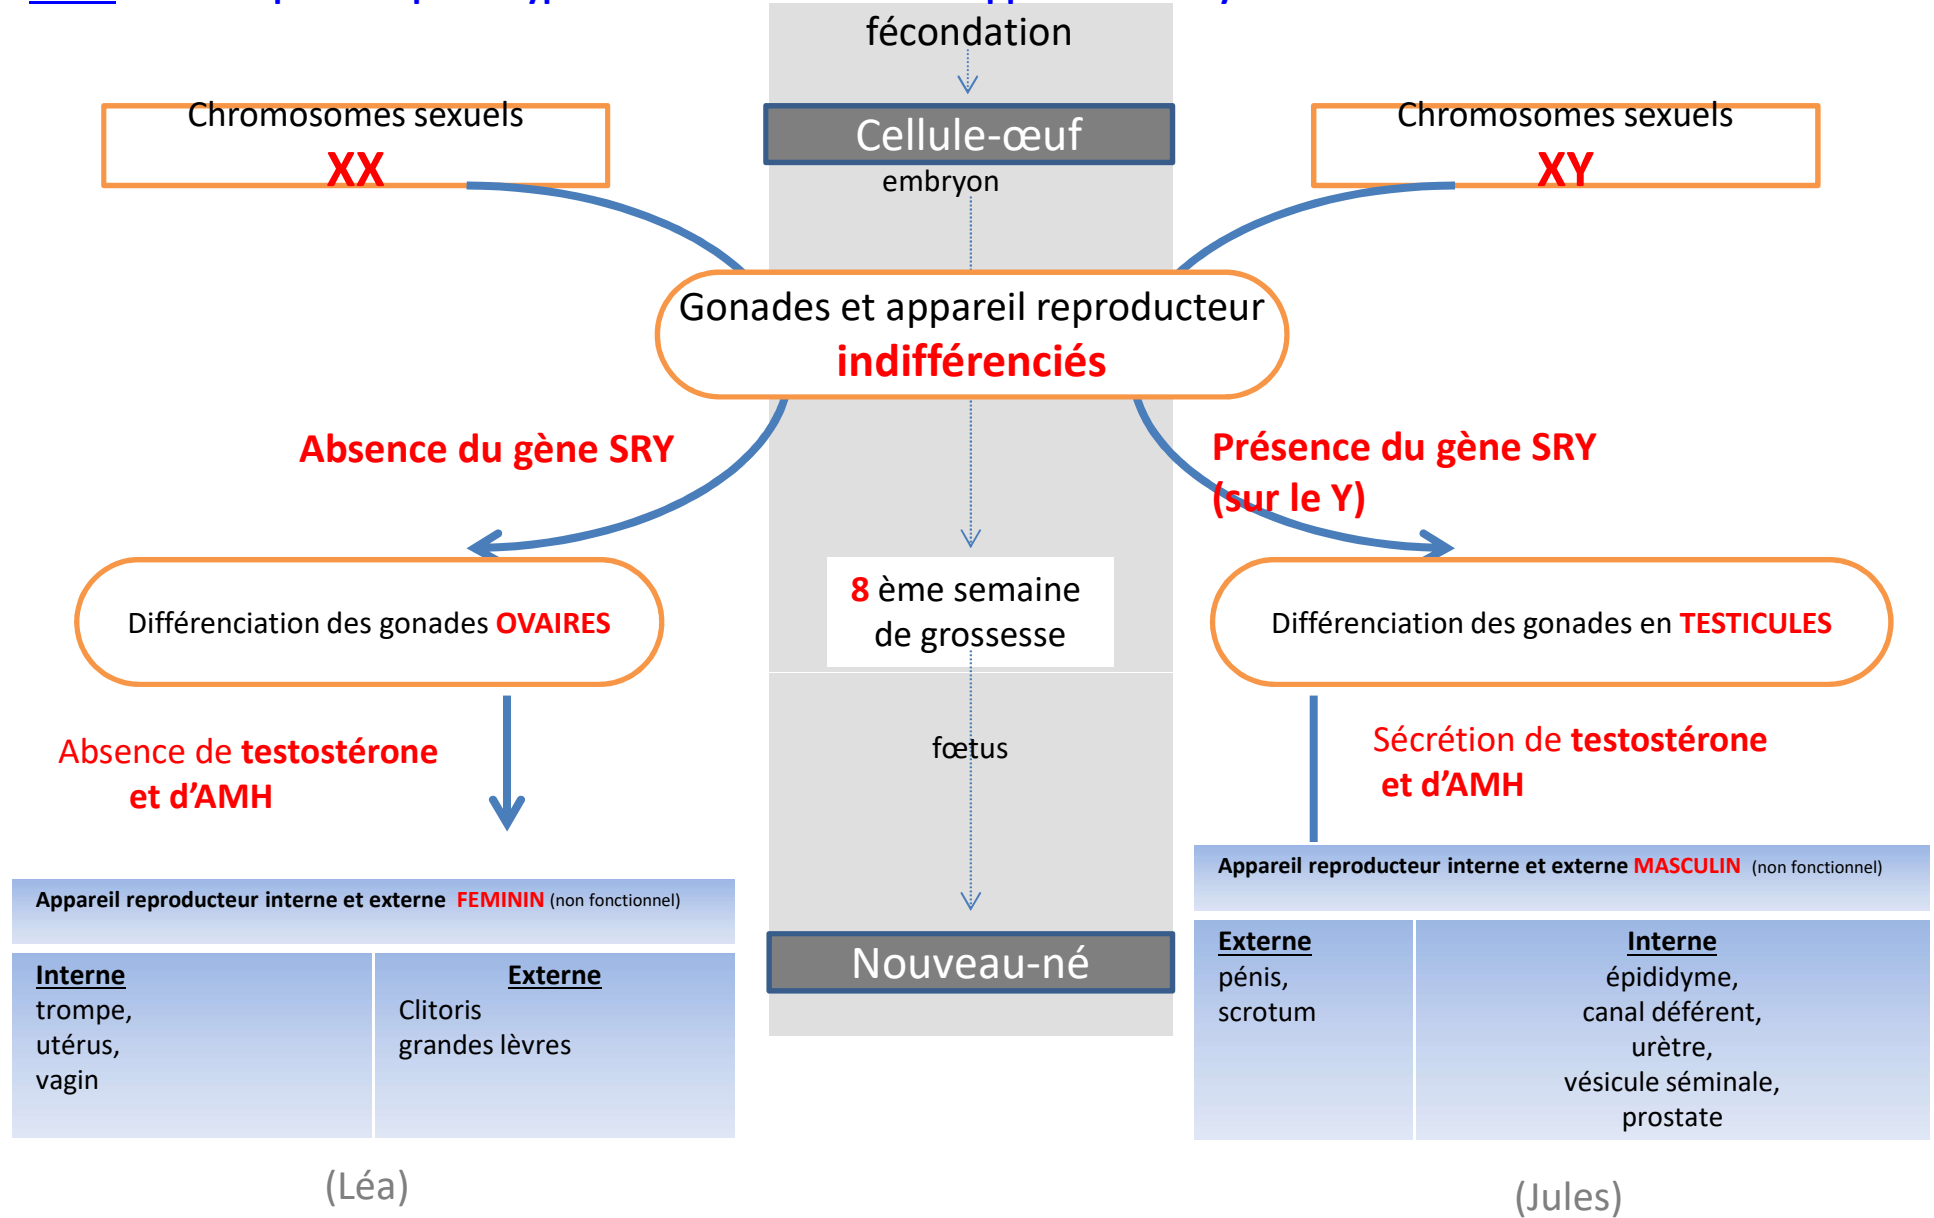 fécondation
Chromosomes sexuels
XX
Cellule-œuf
embryon
Chromosomes sexuels
XY
Gonades et appareil reproducteur
indifférenciés
Absence du gène SRY
Présence du gène SRY
(sur le Y)
Différenciation des gonades OVAIRES
8 ème semaine
de grossesse
Différenciation des gonades en TESTICULES
Absence de testostérone
et d’AMH
fœtus
Sécrétion de testostérone
et d’AMH
Appareil reproducteur interne et externe FEMININ (non fonctionnel)
Interne
trompe,
utérus,
vagin
Externe
Clitoris
grandes lèvres
Nouveau-né
Appareil reproducteur interne et externe MASCULIN (non fonctionnel)
Externe
pénis,
scrotum
Interne
épididyme,
canal déférent,
urètre,
vésicule séminale,
prostate
(Léa)
(Jules)